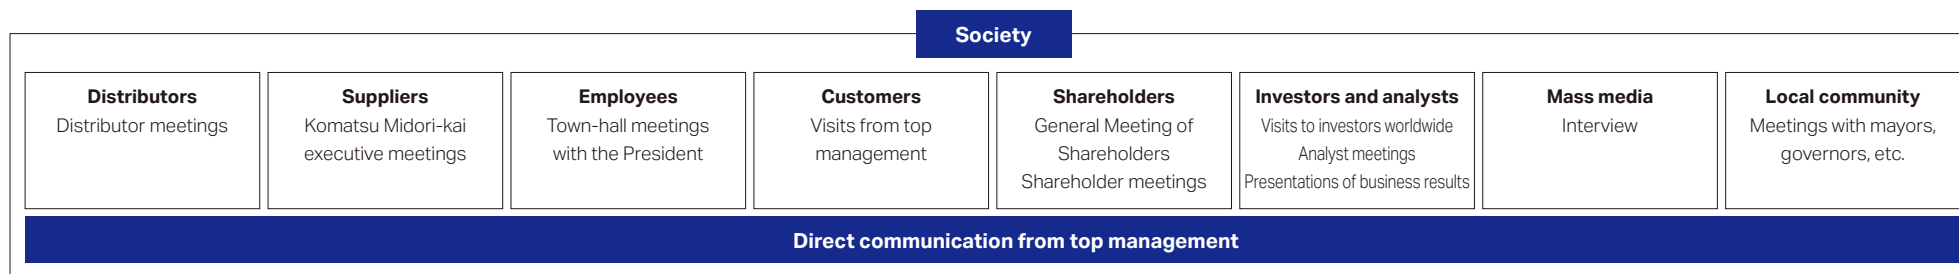 Society
Distributors
Distributor meetings
Suppliers
Komatsu Midori-kai
executive meetings
Employees
Town-hall meetings
with the President
Customers
Visits from top
management
Shareholders
General Meeting of
Shareholders
Shareholder meetings
Investors and analysts
Visits to investors worldwide
Analyst meetings
Presentations of business results
Mass media
Interview
Local community
Meetings with mayors,
governors, etc.
Direct communication from top management